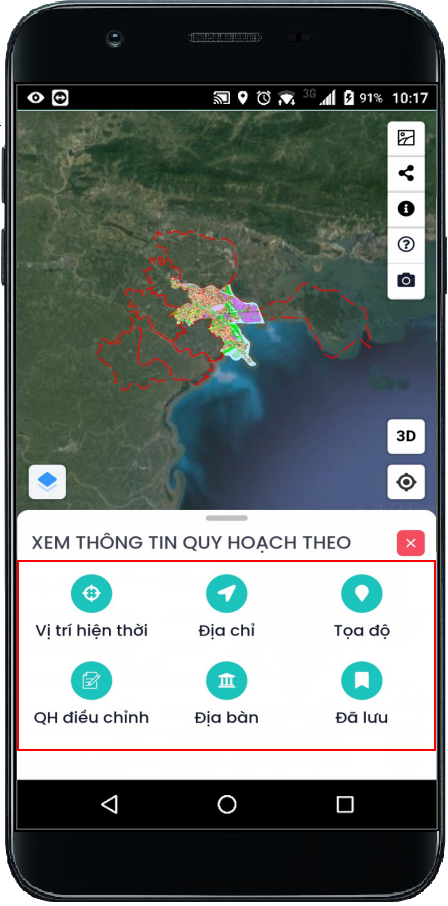 3G 91% 10:17
3D
XEM THÔNG TIN QUY HOẠCH THEO
Vị trí hiện thời Địa chỉ Tọa độ
QH điều chỉnh Địa bàn Đã lưu